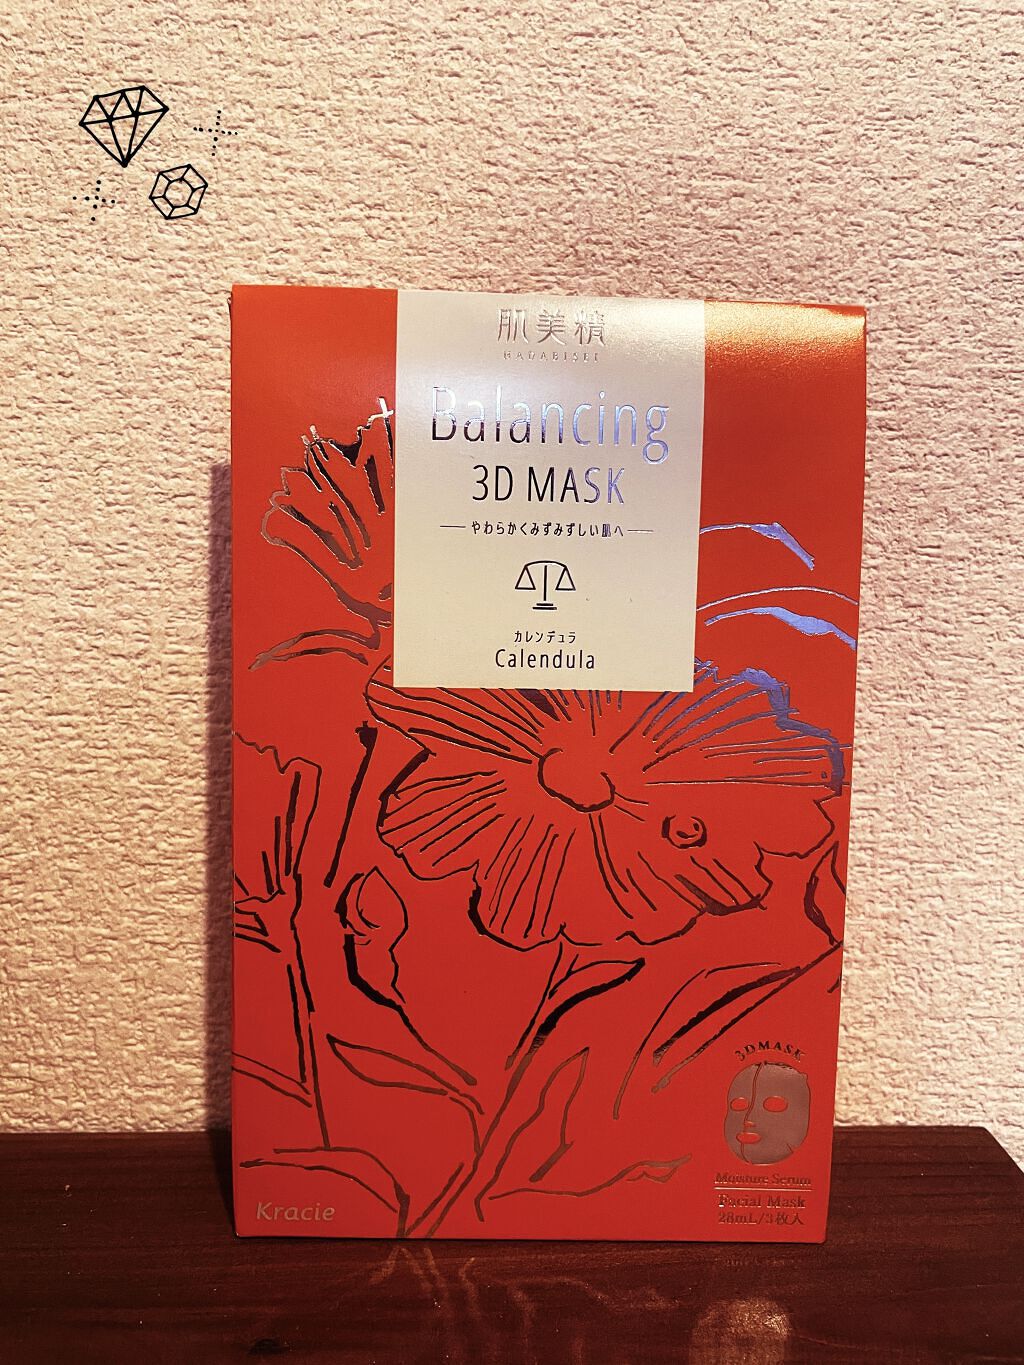 肌美精
HADABISEI
Balancing
3D MASK
やわらかくみずみずしい肌へ
カレンデュラ
Calendula
3DMASK
Moisture Serum
Facial Mask
28mL/3枚入
Kracie